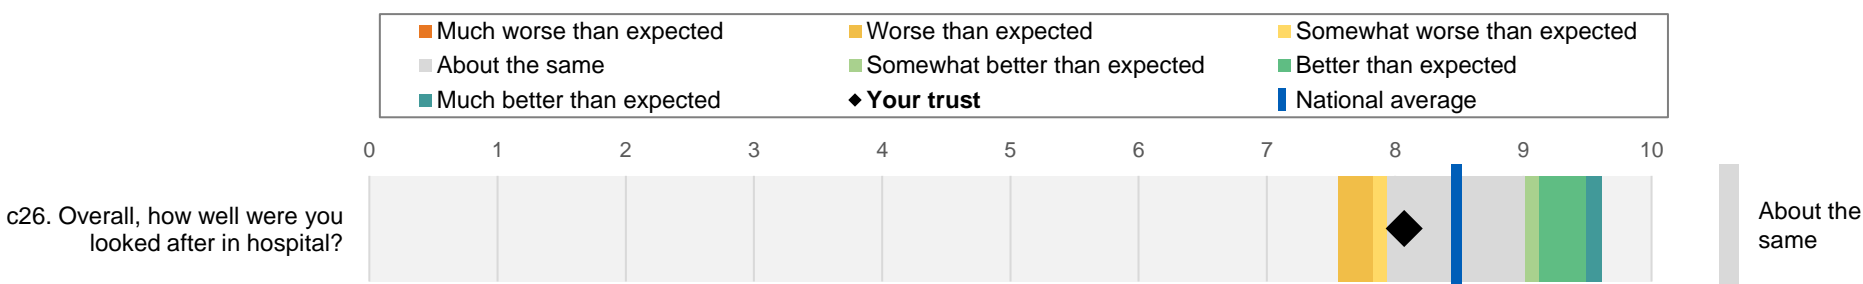 Much worse than expected Worse than expected Somewhat worse than expected
About the same Somewhat better than expected Better than expected
Much better than expected Your trust National average
0 1 2 3 4 5 6 7 8 9 10
c26. Overall, how well were you
looked after in hospital?
About the
same